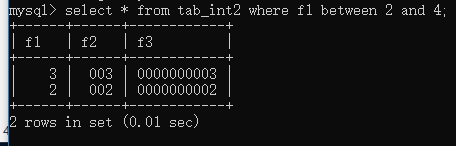 mysql> select * from tab_int2 where f1 between 2 and 4;
+------+------+------------+
| f1   | f2   | f3         |
+------+------+------------+
|    3 |  003 | 0000000003 |
|    2 |  002 | 0000000002 |
+------+------+------------+
2 rows in set (0.01 sec)